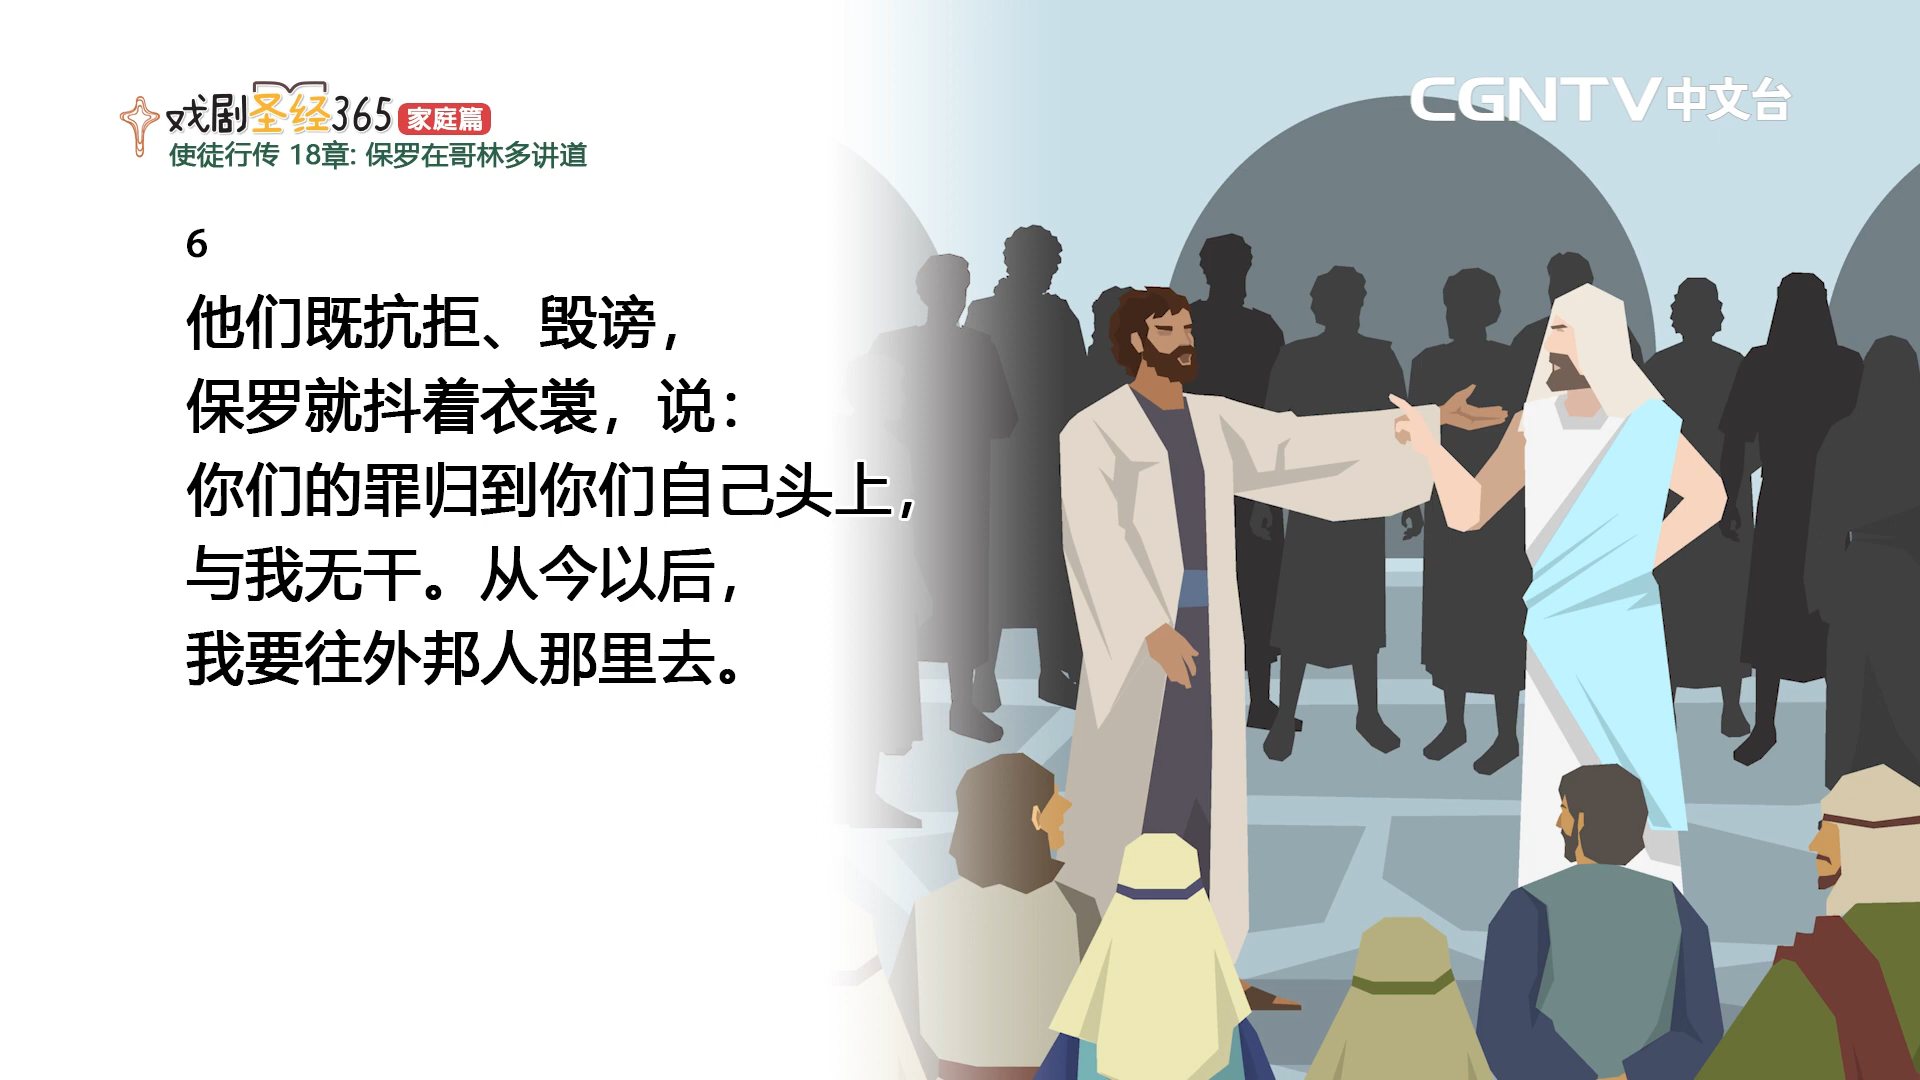 戏剧圣经365 家庭篇
使徒行传 18章: 保罗在哥林多讲道
CGNTV中文台
6
他们既抗拒、毁谤，
保罗就抖着衣裳，说：
你们的罪归到你们自己头上，
与我无干。从今以后，
我要往外邦人那里去。